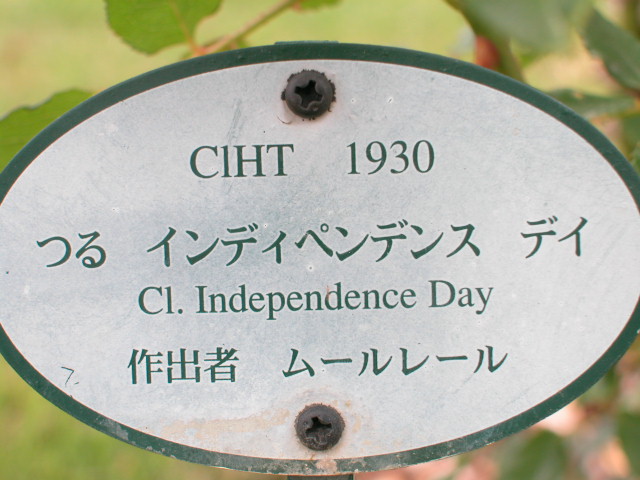 ClHT 1930
つる インディペンデンス デイ
Cl. Independence Day
作出者 ムールレール